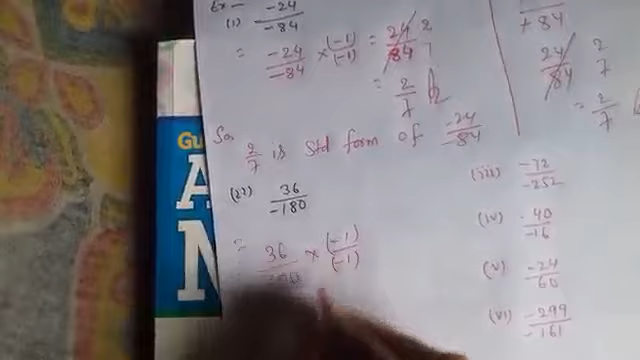 (i) -24/-84
= -24/-84 × (-1)/(-1) = 24/84 2/7
= 2/7
+84
24/84 2/7
= 2/7
So, 2/7 is Std form of -24/-84
(ii) 36/-180
= 36 × (-1)/(-1)
(iii) -72/-252
(iv) 40/-16
(v) -24/60
(vi) -299/-161
Gu
A
N